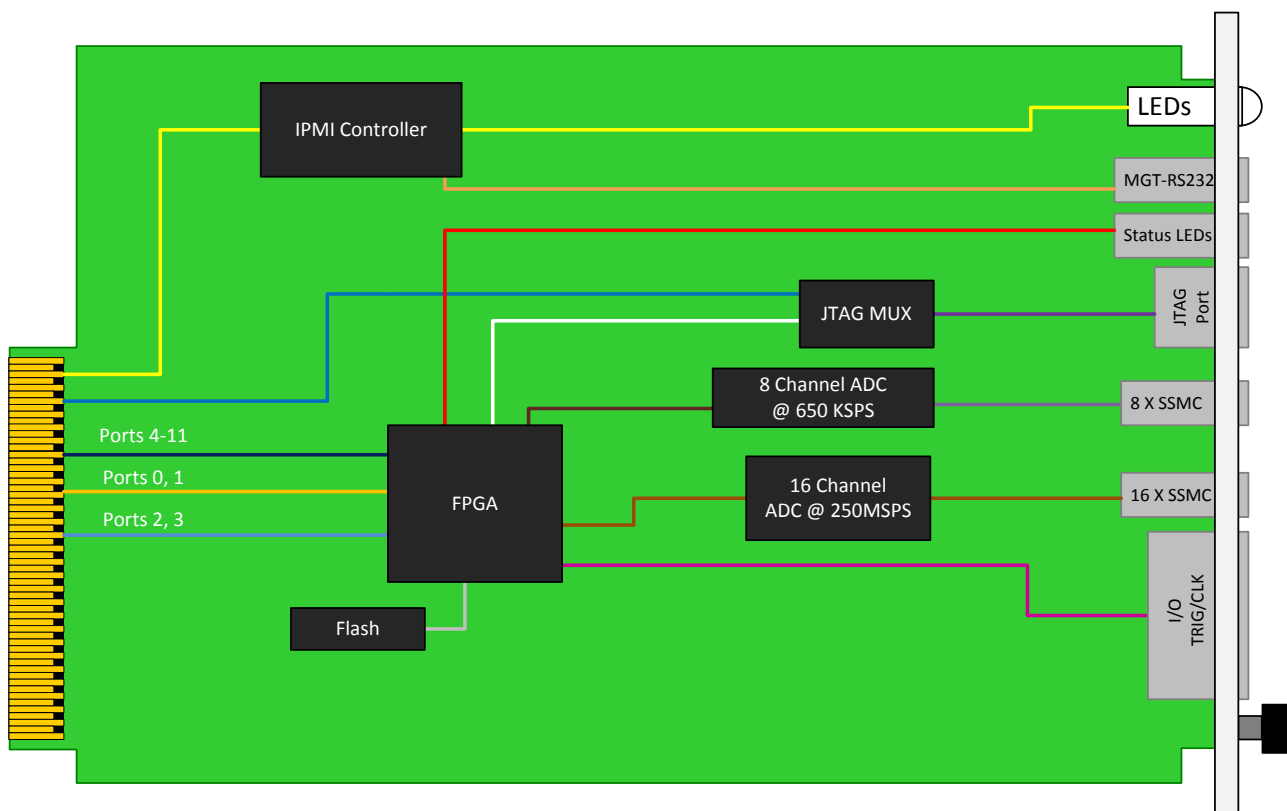 LEDs
IPMI Controller
MGT-RS232
Status LEDs
JTAG MUX
JTAG
Port
8 Channel ADC
@ 650 KSPS
8 X SSMC
Ports 4-11
Ports 0, 1
Ports 2, 3
FPGA
16 Channel
ADC @ 250MSPS
16 X SSMC
I/O
TRIG/CLK
Flash